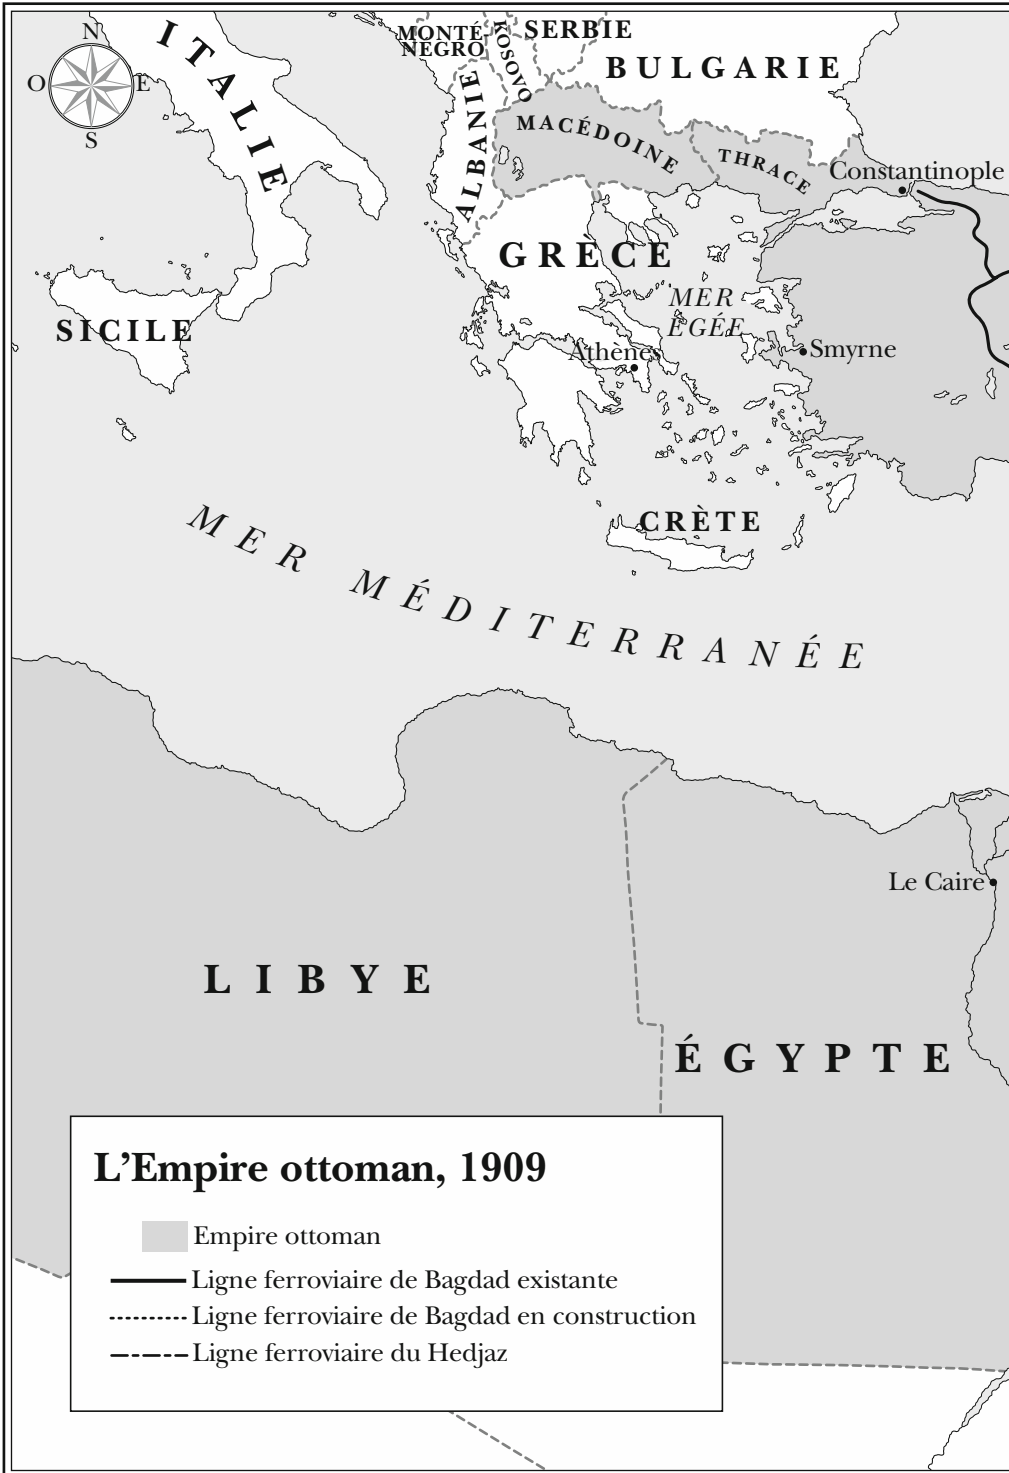 N
O
E
S
ITALIE
MONTÉ-
NÉGRO
KOSOVO
SERBIE
BULGARIE
ALBANIE
MACÉDOINE
THRACE
Constantinople
GRÈCE
MER
ÉGÉE
SICILE
Athènes
Smyrne
CRÈTE
MER MÉDITERRANÉE
Le Caire
LIBYE
ÉGYPTE
L’Empire ottoman, 1909
Empire ottoman
Ligne ferroviaire de Bagdad existante
Ligne ferroviaire de Bagdad en construction
Ligne ferroviaire du Hedjaz